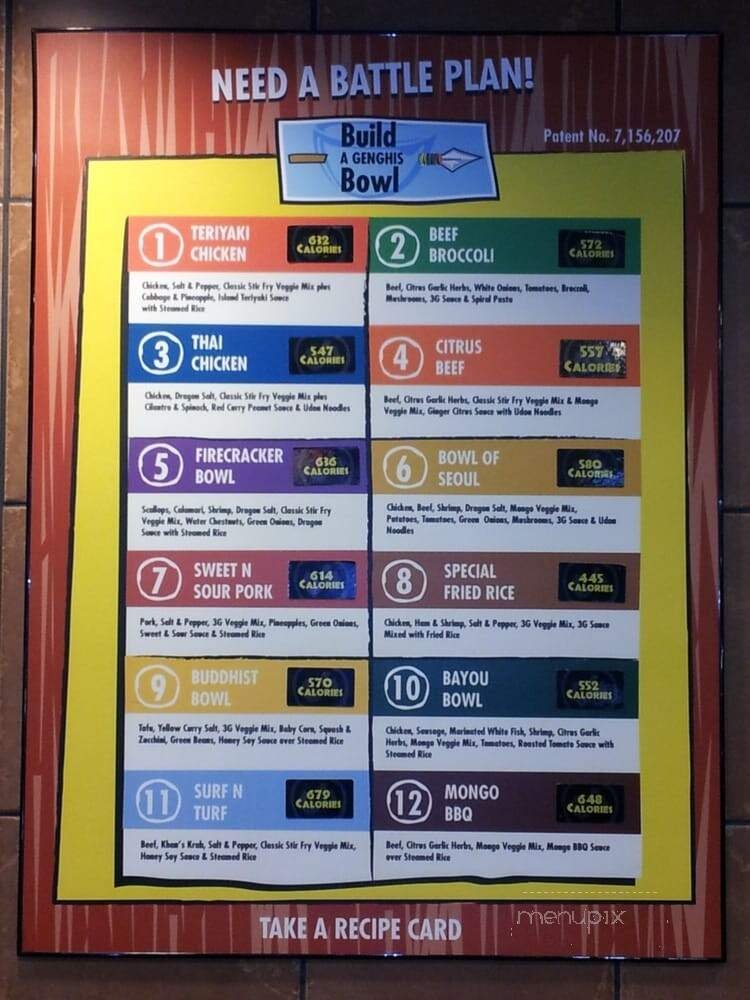 NEED A BATTLE PLAN!
Patent No. 7,156,207
Build
A GENGHIS
Bowl
1 TERIYAKI
CHICKEN
632
CALORIES
Chicken, Salt & Pepper, Classic Stir Fry Veggie Mix plus
Cabbage & Pineapple, Island Teriyaki Sauce
with Steamed Rice
2 BEEF
BROCCOLI
572
CALORIES
Beef, Citrus Garlic Herbs, White Onions, Tomatoes, Broccoli,
Mushrooms, 3G Sauce & Spiral Pasta
3 THAI
CHICKEN
547
CALORIES
Chicken, Dragon Salt, Classic Stir Fry Veggie Mix plus
Cilantro & Spinach, Red Curry Peanut Sauce & Udon Noodles
4 CITRUS
BEEF
557
CALORIES
Beef, Citrus Garlic Herbs, Classic Stir Fry Veggie Mix & Mongo
Veggie Mix, Ginger Citrus Sauce with Udon Noodles
5 FIRECRACKER
BOWL
636
CALORIES
Scallops, Calamari, Shrimp, Dragon Salt, Classic Stir Fry
Veggie Mix, Water Chestnuts, Green Onions, Dragon
Sauce with Steamed Rice
6 BOWL OF
SEOUL
580
CALORIES
Chicken, Beef, Shrimp, Dragon Salt, Mongo Veggie Mix,
Potatoes, Tomatoes, Green Onions, Mushrooms, 3G Sauce & Udon
Noodles
7 SWEET N
SOUR PORK
614
CALORIES
Pork, Salt & Pepper, 3G Veggie Mix, Pineapples, Green Onions,
Sweet & Sour Sauce & Steamed Rice
8 SPECIAL
FRIED RICE
445
CALORIES
Chicken, Ham & Shrimp, Salt & Pepper, 3G Veggie Mix, 3G Sauce
Mixed with Fried Rice
9 BUDDHIST
BOWL
570
CALORIES
Tofu, Yellow Curry Salt, 3G Veggie Mix, Baby Corn, Squash &
Zucchini, Green Beans, Honey Soy Sauce over Steamed Rice
10 BAYOU
BOWL
552
CALORIES
Chicken, Sausage, Marinated White Fish, Shrimp, Citrus Garlic
Herbs, Mongo Veggie Mix, Tomatoes, Roasted Tomato Sauce with
Steamed Rice
11 SURF N
TURF
679
CALORIES
Beef, Khan's Krab, Salt & Pepper, Classic Stir Fry Veggie Mix,
Honey Soy Sauce & Steamed Rice
12 MONGO
BBQ
648
CALORIES
Beef, Citrus Garlic Herbs, Mongo Veggie Mix, Mongo BBQ Sauce
over Steamed Rice
menupix
TAKE A RECIPE CARD